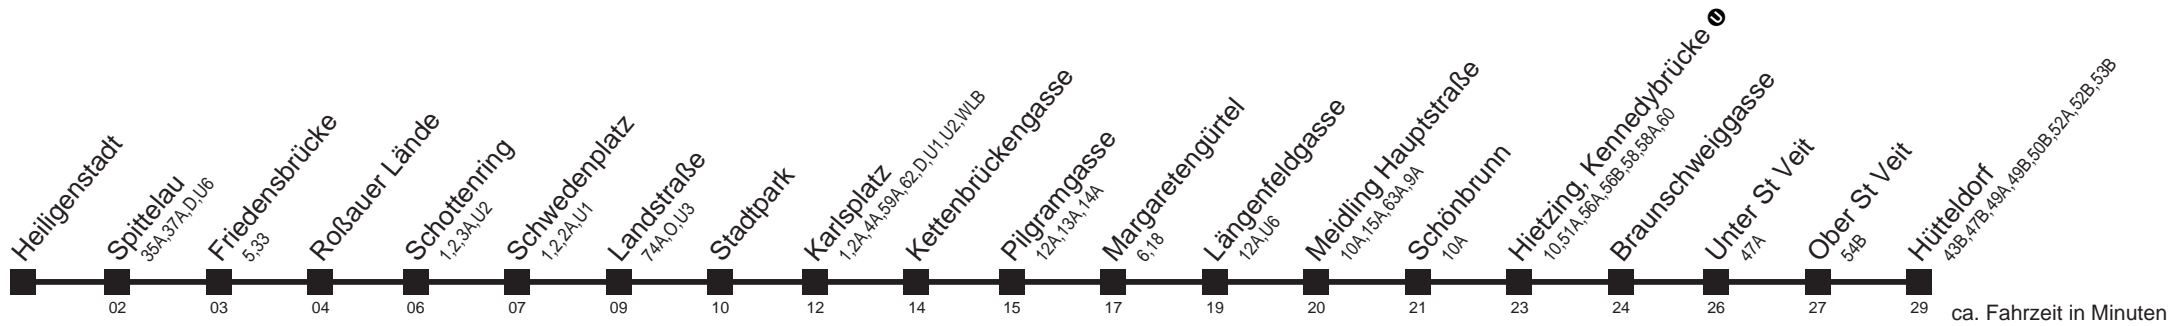 Heiligenstadt
Spittelau
35A,37A,D,U6
Friedensbrücke
5,33
Roßauer Lände
Schottenring
1,2,3A,U2
Schwedenplatz
1,2,2A,U1
Landstraße
74A,O,U3
Stadtpark
Karlsplatz
1,2A,4A,59A,62,D,U1,U2,WLB
Kettenbrückengasse
Pilgramgasse
12A,13A,14A
Margaretengürtel
6,18
Längenfeldgasse
12A,U6
Meidling Hauptstraße
10A,15A,63A,9A
Schönbrunn
10A
Hietzing, Kennedybrücke U
10,51A,56A,56B,58,58A,60
Braunschweiggasse
Unter St Veit
47A
Ober St Veit
54B
Hütteldorf
43B,47B,49A,49B,50B,52A,52B,53B
02 03 04 06 07 09 10 12 14 15 17 19 20 21 23 24 26 27 29 ca. Fahrzeit in Minuten